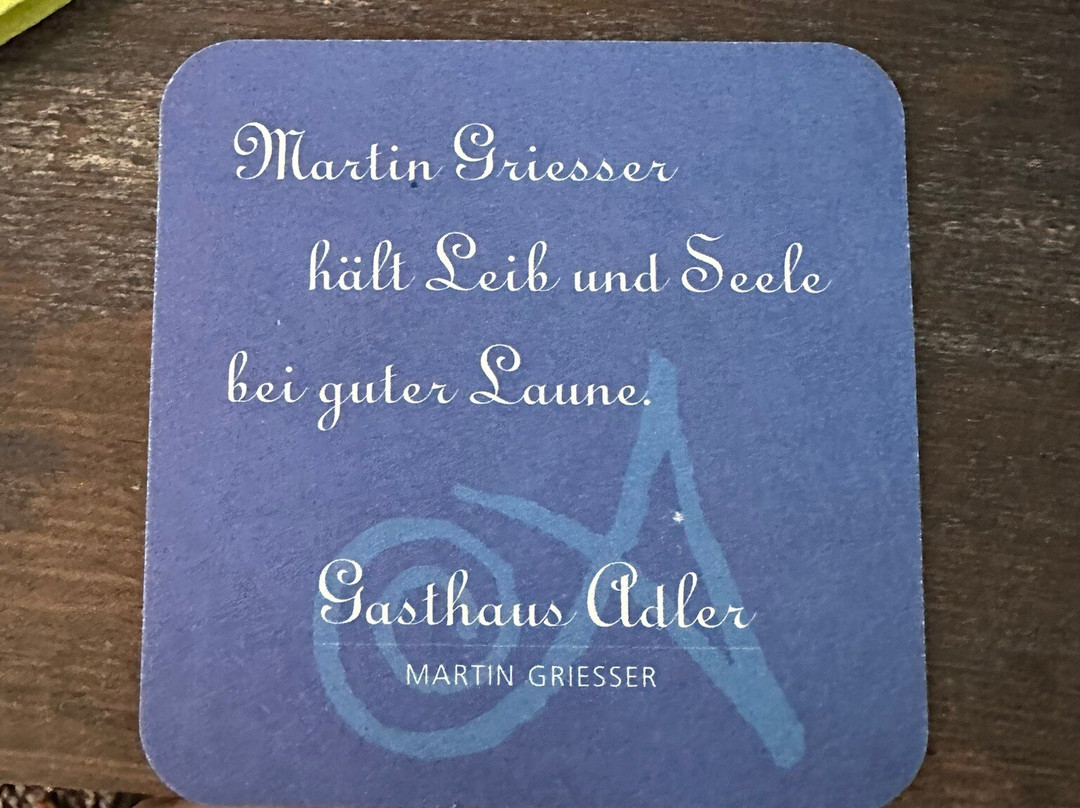 Martin Griesser
hält Leib und Seele
bei guter Laune.
Gasthaus Adler
MARTIN GRIESSER